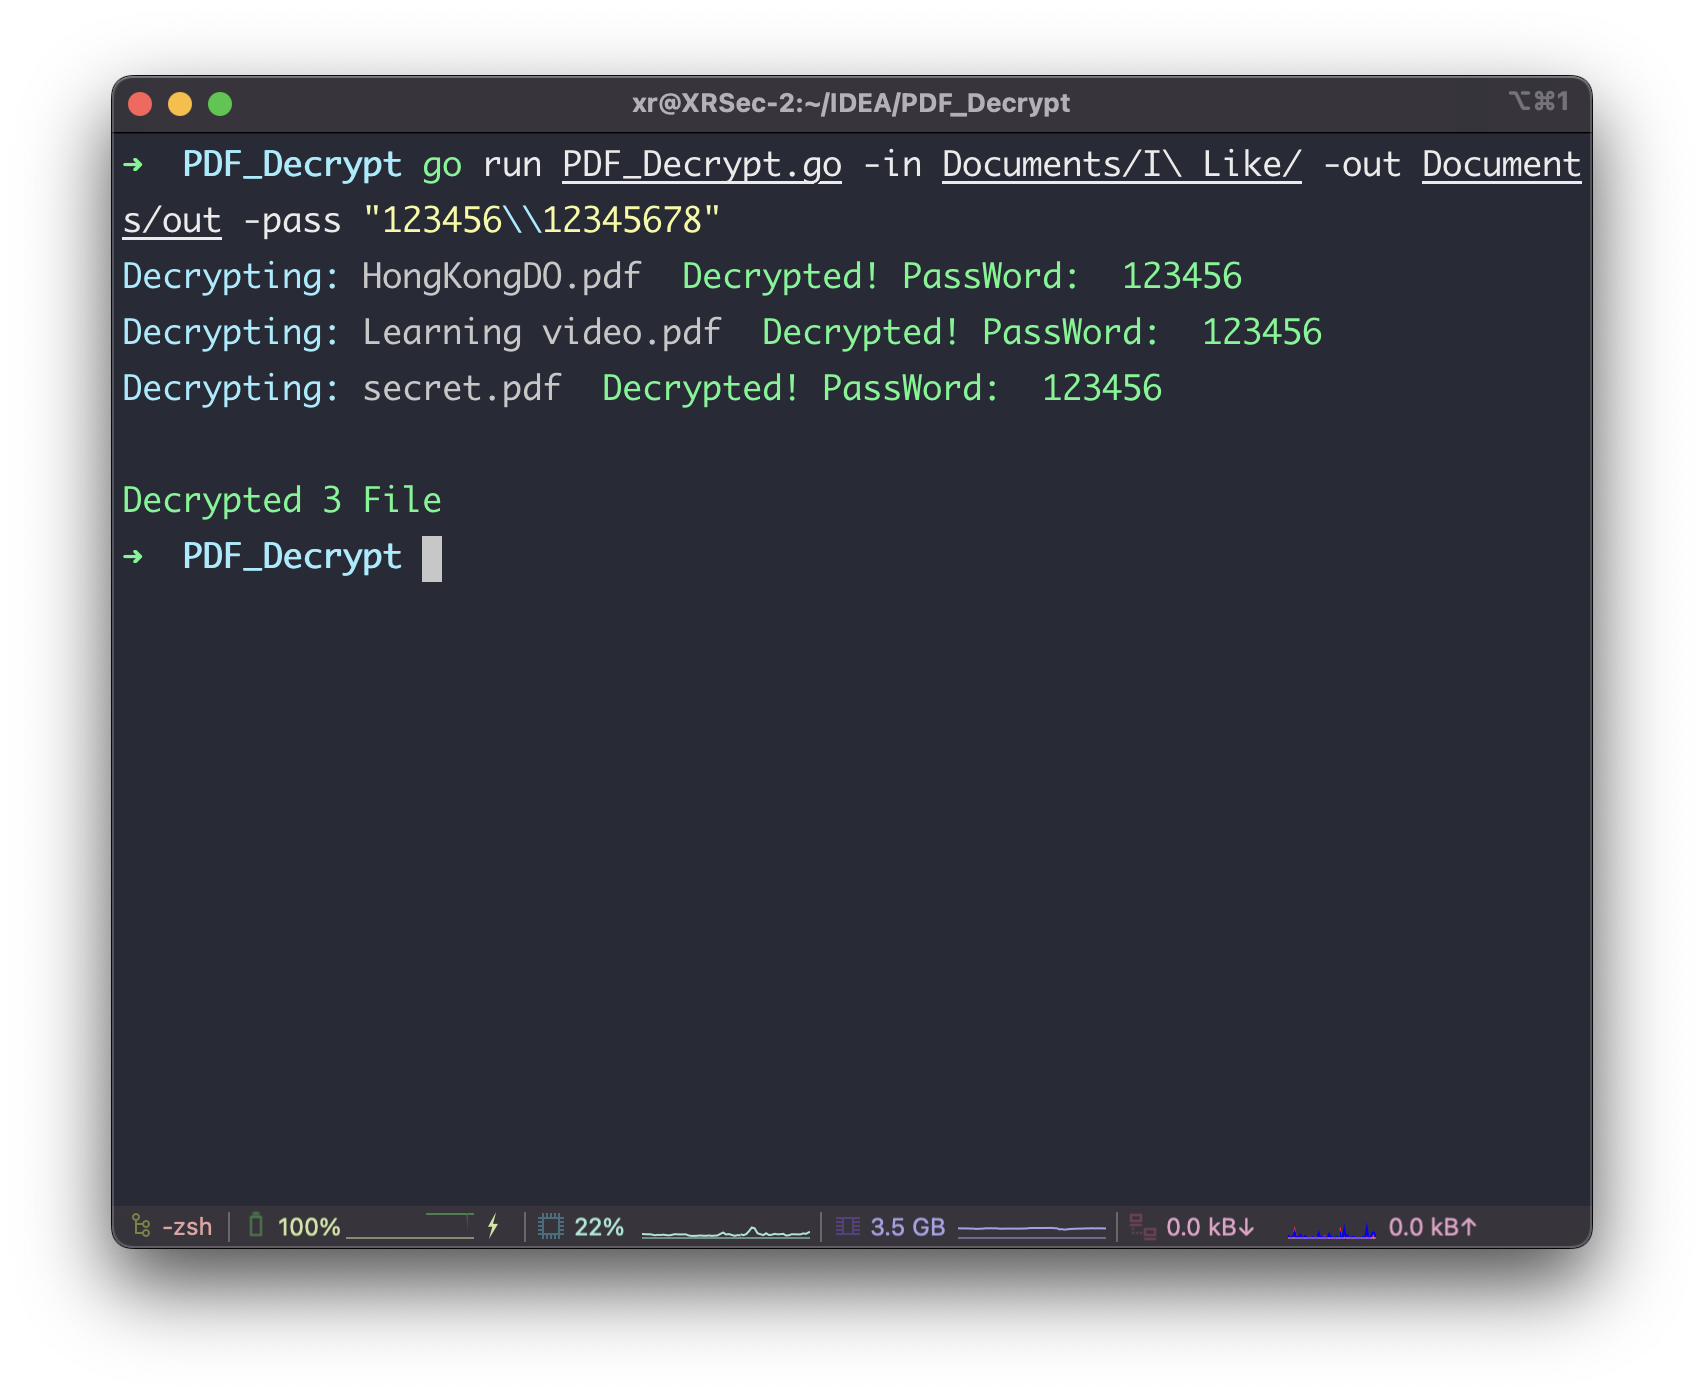 xr@XRSec-2:~/IDEA/PDF_Decrypt ⌥⌘1
➜ PDF_Decrypt go run PDF_Decrypt.go -in Documents/I\ Like/ -out Document
s/out -pass "123456\\12345678"
Decrypting: HongKongDO.pdf Decrypted! PassWord: 123456
Decrypting: Learning video.pdf Decrypted! PassWord: 123456
Decrypting: secret.pdf Decrypted! PassWord: 123456
Decrypted 3 File
➜ PDF_Decrypt
-zsh 100% 22% 3.5 GB 0.0 kB↓ 0.0 kB↑